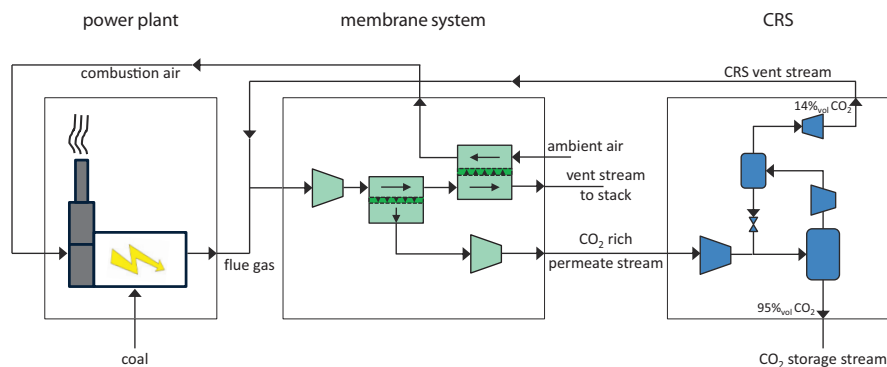 power plant
membrane system
CRS
combustion air
CRS vent stream
14%vol CO2
ambient air
vent stream
to stack
flue gas
CO2 rich
permeate stream
95%vol CO2
coal
CO2 storage stream